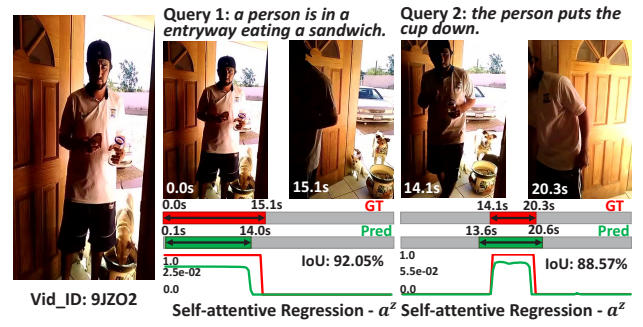 Query 1: a person is in a
entryway eating a sandwich.
Query 2: the person puts the
cup down.
0.0s
15.1s
14.1s
20.3s
0.0s 15.1s GT
0.1s 14.0s Pred
14.1s 20.3s GT
13.6s 20.6s Pred
1.0
2.5e-02
0.0
IoU: 92.05%
1.0
5.5e-02
0.0
IoU: 88.57%
Vid_ID: 9JZO2
Self-attentive Regression - a^z
Self-attentive Regression - a^z